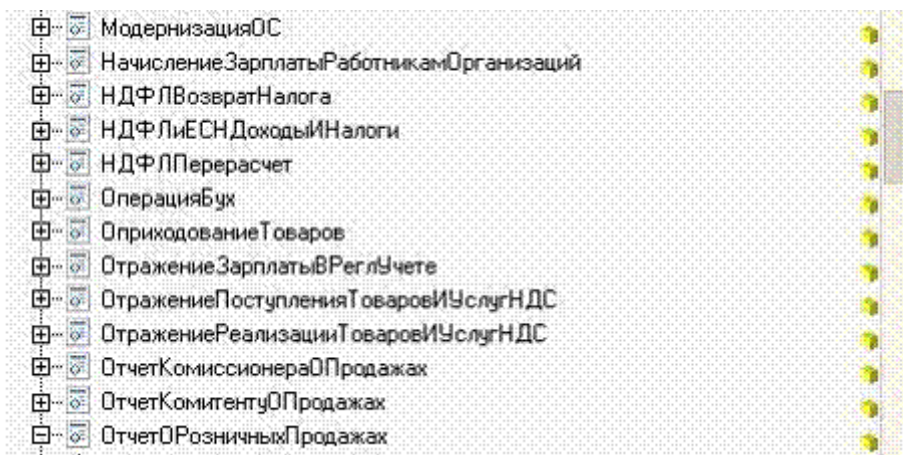 МодернизацияОС
НачислениеЗарплатыРаботникамОрганизаций
НДФЛВозвратНалога
НДФЛиЕСНДоходыИНалоги
НДФЛПерерасчет
ОперацияБух
ОприходованиеТоваров
ОтражениеЗарплатыВРеглУчете
ОтражениеПоступленияТоваровИУслугНДС
ОтражениеРеализацииТоваровИУслугНДС
ОтчетКомиссионераОПродажах
ОтчетКомитентуОПродажах
ОтчетОРозничныхПродажах